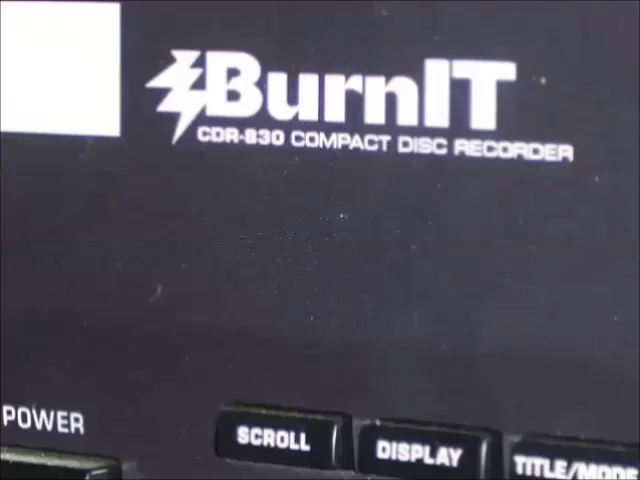 BurnIT
CDR-830 COMPACT DISC RECORDER
POWER
SCROLL
DISPLAY
TITLE/MODE